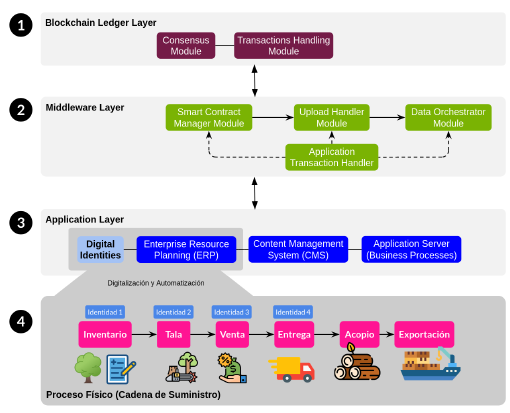 1
Blockchain Ledger Layer
Consensus
Module
Transactions Handling
Module
2
Middleware Layer
Smart Contract
Manager Module
Upload Handler
Module
Data Orchestrator
Module
Application
Transaction Handler
3
Application Layer
Digital
Identities
Enterprise Resource
Planning (ERP)
Content Management
System (CMS)
Application Server
(Business Processes)
Digitalización y Automatización
4
Identidad 1
Identidad 2
Identidad 3
Identidad 4
Inventario
Tala
Venta
Entrega
Acopio
Exportación
Proceso Físico (Cadena de Suministro)